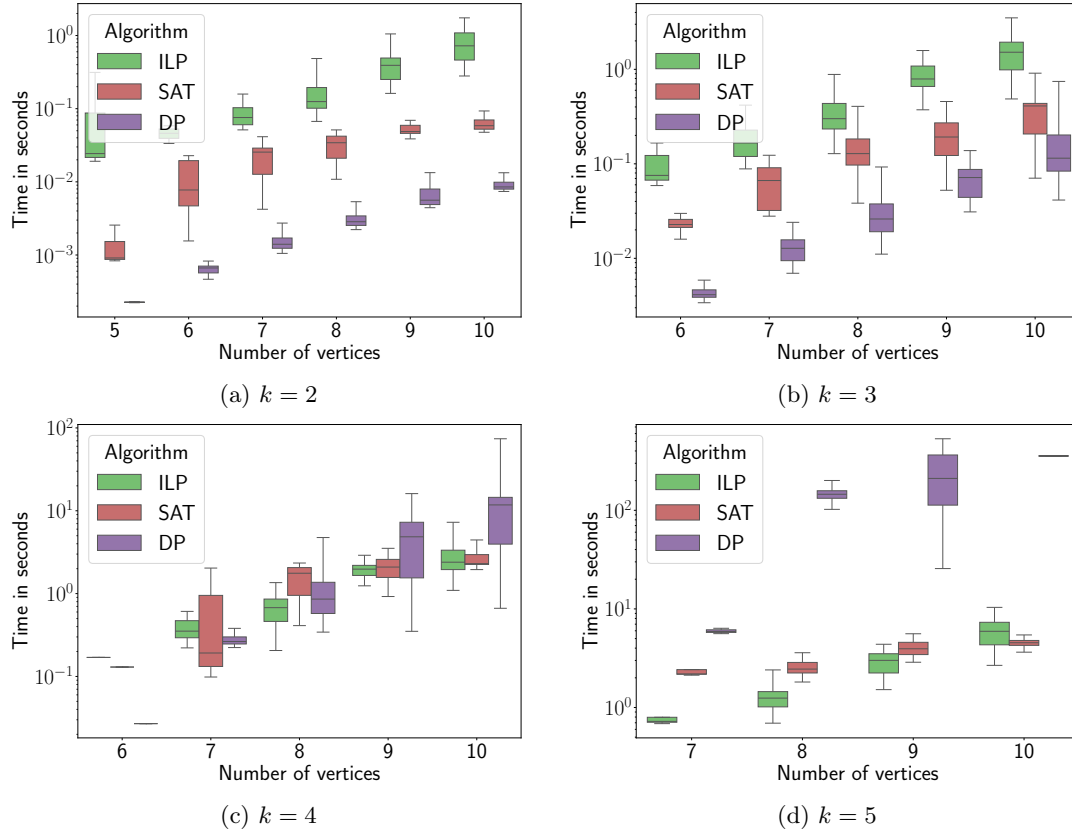 Algorithm
ILP
SAT
DP
10^0
10^{-1}
10^{-2}
10^{-3}
Time in seconds
5 6 7 8 9 10
Number of vertices
(a) k = 2
Algorithm
ILP
SAT
DP
10^0
10^{-1}
10^{-2}
Time in seconds
6 7 8 9 10
Number of vertices
(b) k = 3
Algorithm
ILP
SAT
DP
10^2
10^1
10^0
10^{-1}
Time in seconds
6 7 8 9 10
Number of vertices
(c) k = 4
Algorithm
ILP
SAT
DP
10^2
10^1
10^0
Time in seconds
7 8 9 10
Number of vertices
(d) k = 5